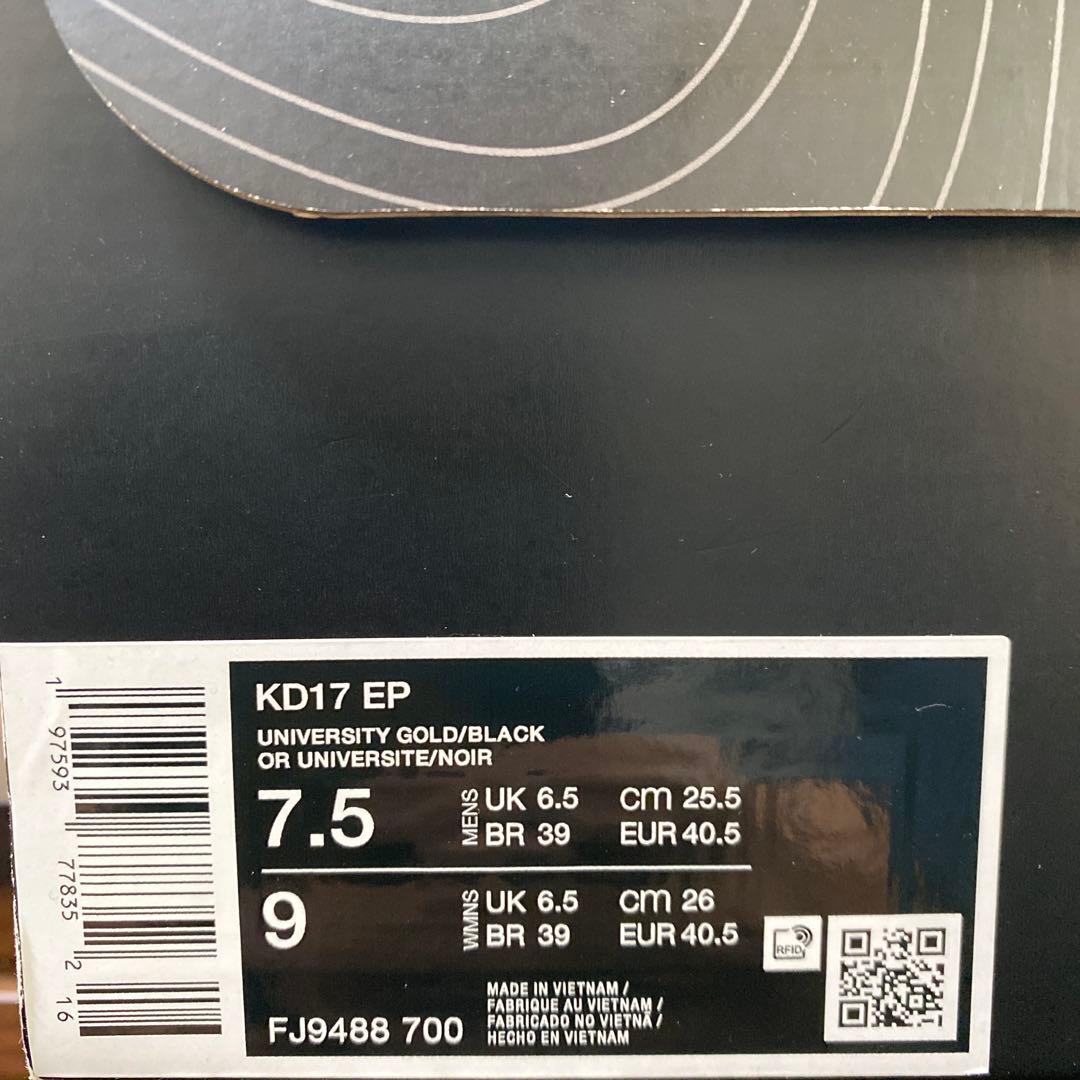 KD17 EP
UNIVERSITY GOLD/BLACK
OR UNIVERSITE/NOIR
7.5 MENS UK 6.5 cm 25.5
BR 39 EUR 40.5
9 WMNS UK 6.5 cm 26
BR 39 EUR 40.5
RFID
MADE IN VIETNAM /
FABRIQUE AU VIETNAM /
FABRICADO NO VIETNÃ /
HECHO EN VIETNAM
FJ9488 700
1 97593 77835 2 16